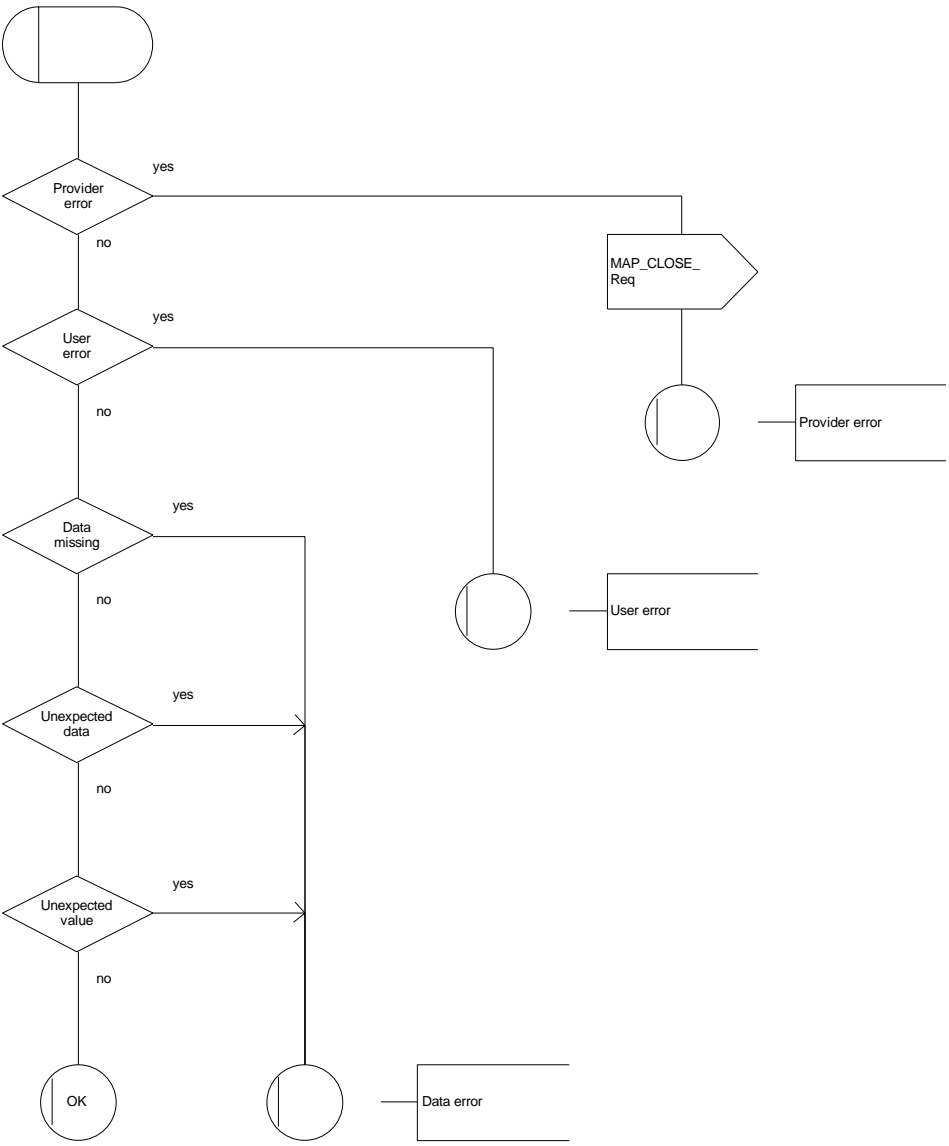 yes
Provider
error
no
MAP_CLOSE_
Req
yes
User
error
no
Provider error
yes
Data
missing
no
User error
yes
Unexpected
data
no
yes
Unexpected
value
no
OK
Data error